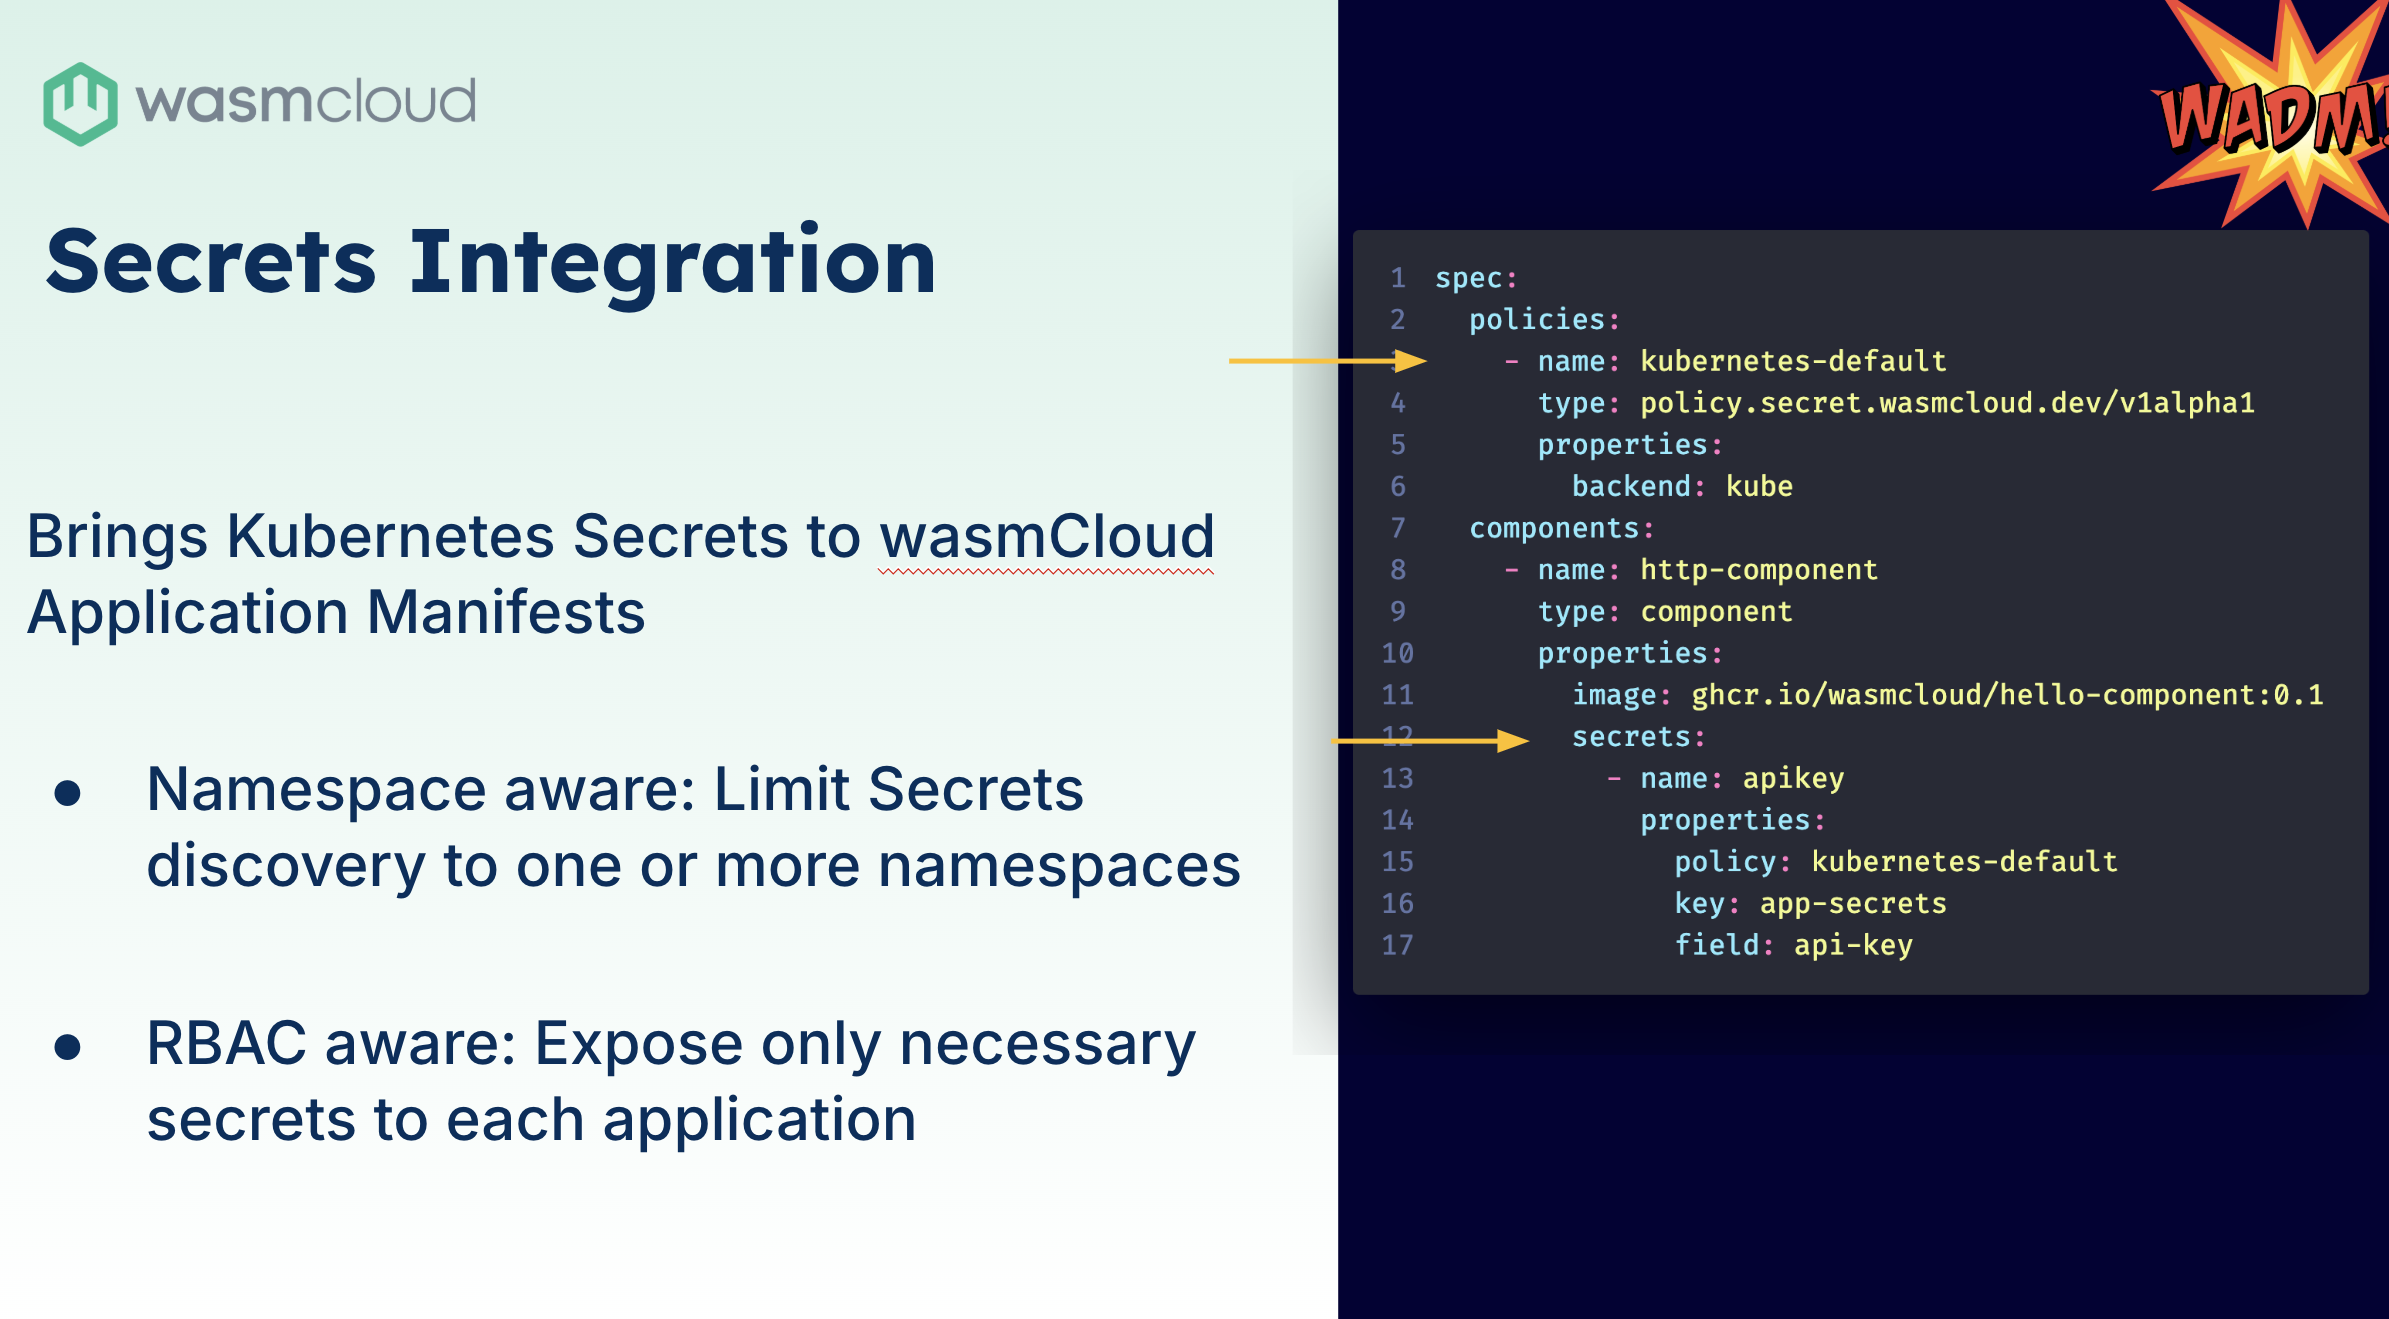 wasmcloud
Secrets Integration
Brings Kubernetes Secrets to wasmCloud
Application Manifests
● Namespace aware: Limit Secrets
discovery to one or more namespaces
● RBAC aware: Expose only necessary
secrets to each application
WADM!
1 spec:
2   policies:
3     - name: kubernetes-default
4       type: policy.secret.wasmcloud.dev/v1alpha1
5       properties:
6         backend: kube
7   components:
8     - name: http-component
9       type: component
10       properties:
11         image: ghcr.io/wasmcloud/hello-component:0.1
12         secrets:
13           - name: apikey
14             properties:
15               policy: kubernetes-default
16               key: app-secrets
17               field: api-key